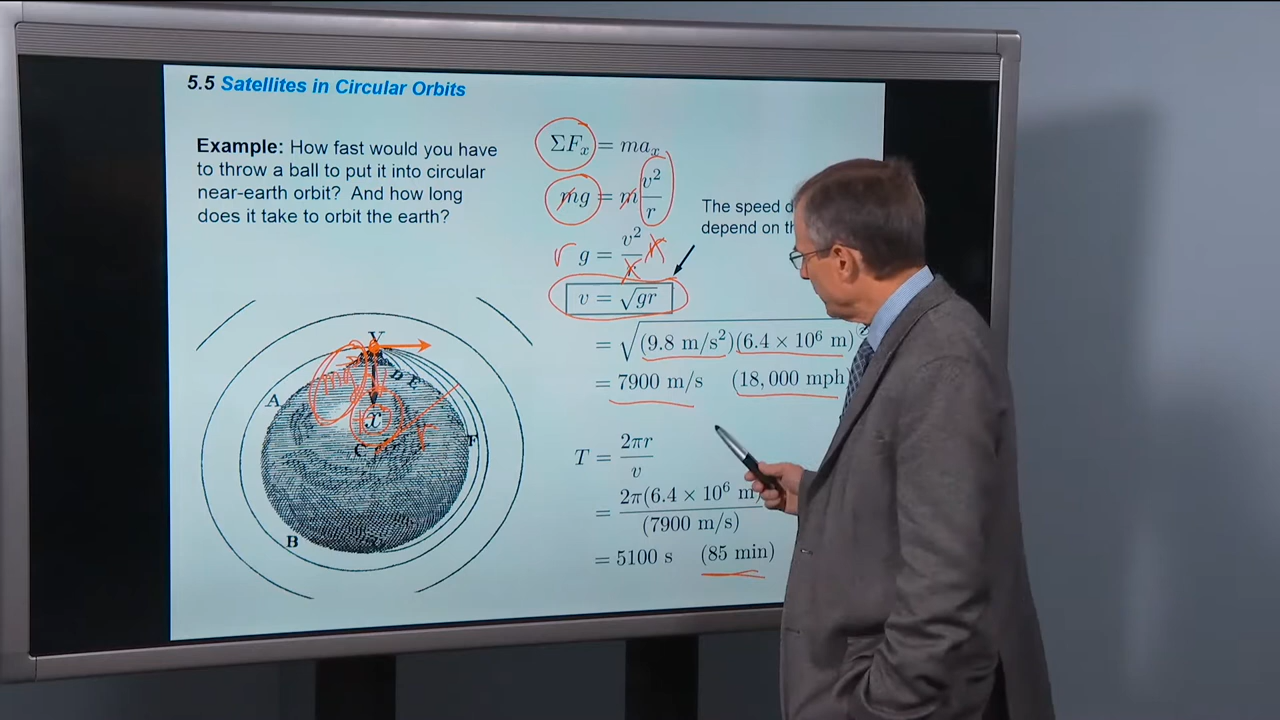 5.5 Satellites in Circular Orbits
Example: How fast would you have
to throw a ball to put it into circular
near-earth orbit? And how long
does it take to orbit the earth?
ΣFₓ = maₓ
mg = m v²/r
r g = v²/r r
v = √gr
The speed
depend on
= √(9.8 m/s²)(6.4 × 10⁶ m)
= 7900 m/s (18,000 mph)
T = 2πr/v
= 2π(6.4 × 10⁶ m)/(7900 m/s)
= 5100 s (85 min)
V
D E
A
x
r
C
F
B